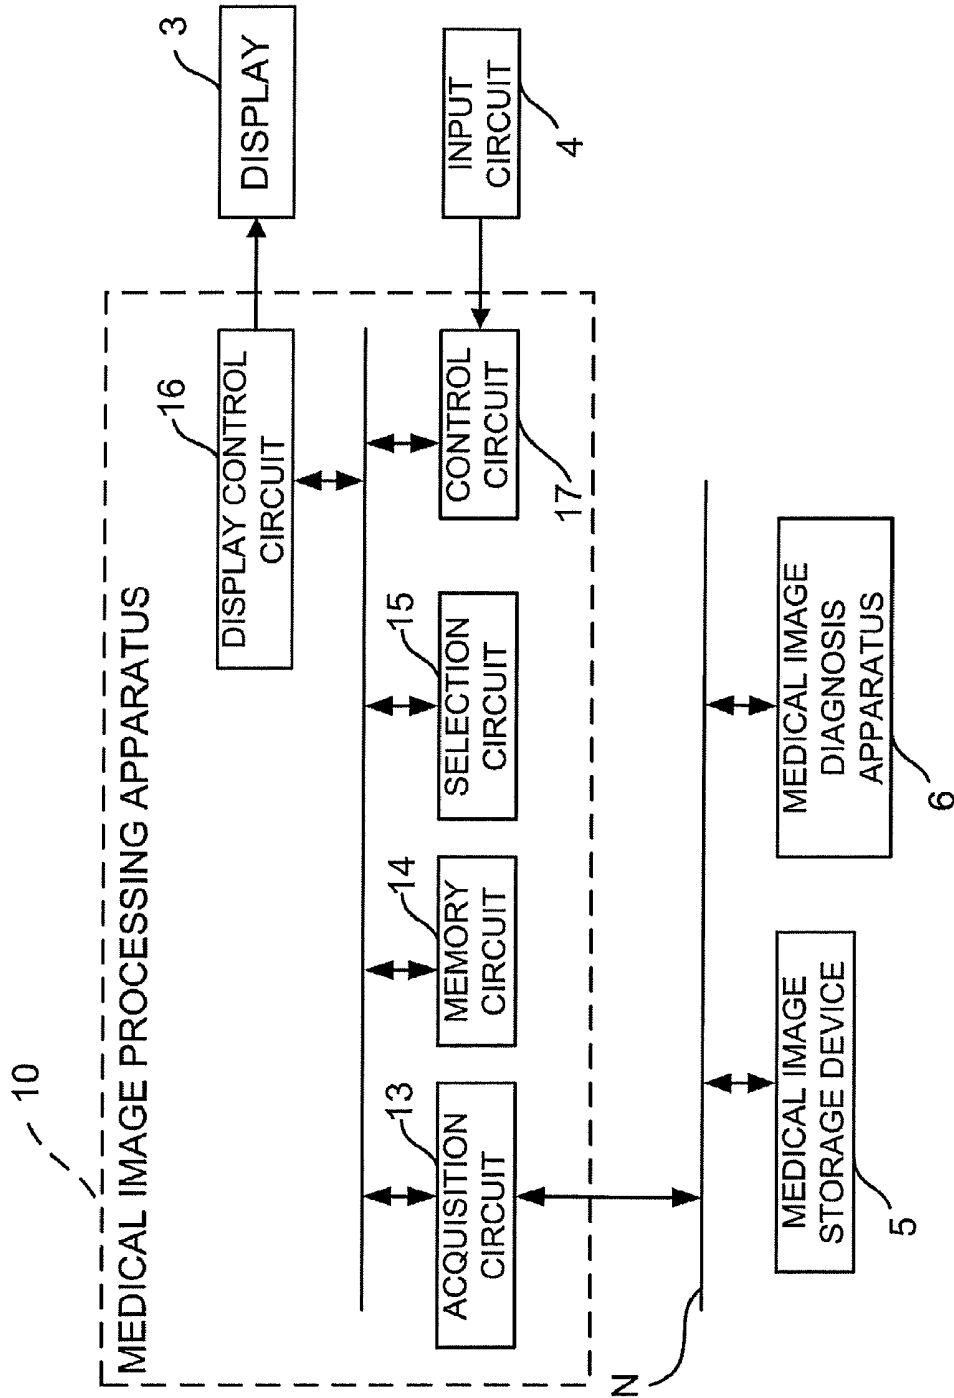 10
MEDICAL IMAGE PROCESSING APPARATUS
16
DISPLAY CONTROL
CIRCUIT
3
DISPLAY
13
ACQUISITION
CIRCUIT
14
MEMORY
CIRCUIT
15
SELECTION
CIRCUIT
CONTROL
CIRCUIT
17
INPUT
CIRCUIT
4
N
MEDICAL IMAGE
STORAGE DEVICE
5
MEDICAL IMAGE
DIAGNOSIS
APPARATUS
6